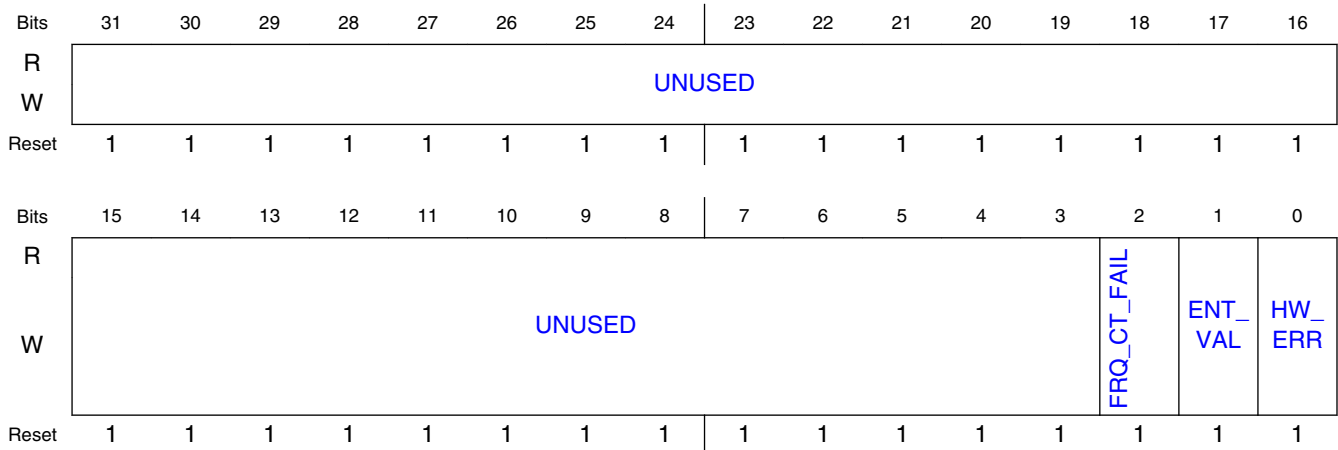 Bits 31 30 29 28 27 26 25 24 23 22 21 20 19 18 17 16
R
UNUSED
W
Reset 1 1 1 1 1 1 1 1 1 1 1 1 1 1 1 1
Bits 15 14 13 12 11 10 9 8 7 6 5 4 3 2 1 0
R
UNUSED
FRQ_CT_FAIL
ENT_
VAL
HW_
ERR
W
Reset 1 1 1 1 1 1 1 1 1 1 1 1 1 1 1 1